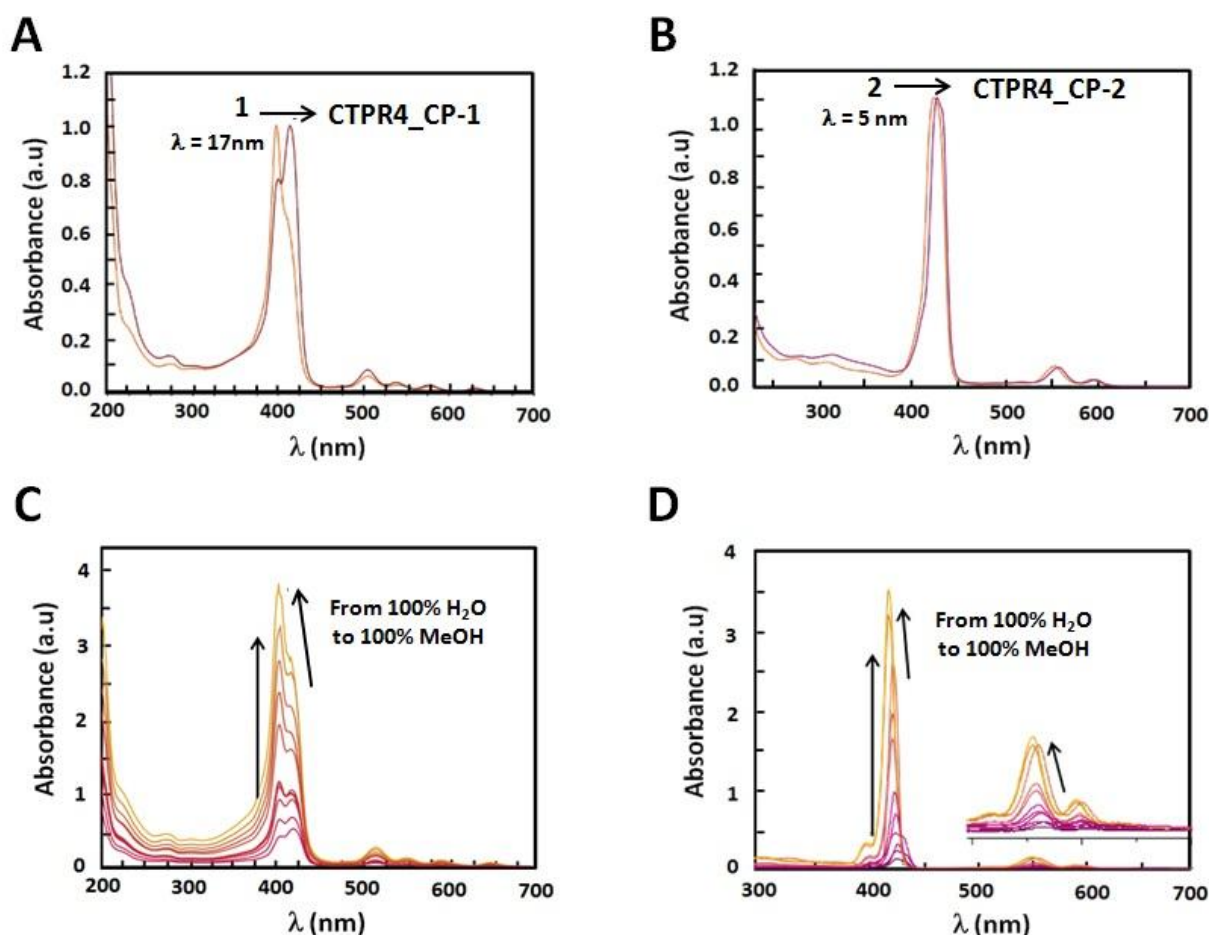 A
1 → CTPR4_CP-1
λ = 17nm
Absorbance (a.u)
1.2
1.0
0.8
0.6
0.4
0.2
0.0
200 300 400 500 600 700
λ (nm)
B
2 → CTPR4_CP-2
λ = 5 nm
Absorbance (a.u)
1.2
1.0
0.8
0.6
0.4
0.2
0.0
300 400 500 600 700
λ (nm)
C
From 100% H₂O
to 100% MeOH
Absorbance (a.u)
4
3
2
1
0
200 300 400 500 600 700
λ (nm)
D
From 100% H₂O
to 100% MeOH
Absorbance (a.u)
4
3
2
1
0
300 400 500 600 700
λ (nm)